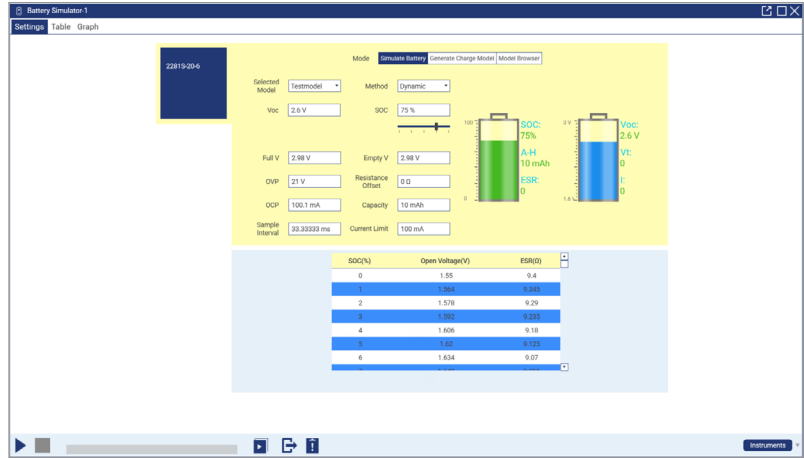 Battery Simulator-1
Settings Table Graph
2281S-20-6
Mode Simulate Battery Generate Charge Model Model Browser
Selected Model Testmodel Method Dynamic
Voc 2.6 V SOC 75 %
Full V 2.98 V Empty V 2.98 V
OVP 21 V Resistance Offset 0 Ω
OCP 100.1 mA Capacity 10 mAh
Sample Interval 33.33333 ms Current Limit 100 mA
100
0
SOC:
75%
A-H
10 mAh
ESR:
0
3 V
1.6 V
Voc:
2.6 V
Vt:
0
I:
0
SOC(%) Open Voltage(V) ESR(Ω)
0 1.55 9.4
1 1.564 9.345
2 1.578 9.29
3 1.592 9.235
4 1.606 9.18
5 1.62 9.125
6 1.634 9.07
Instruments